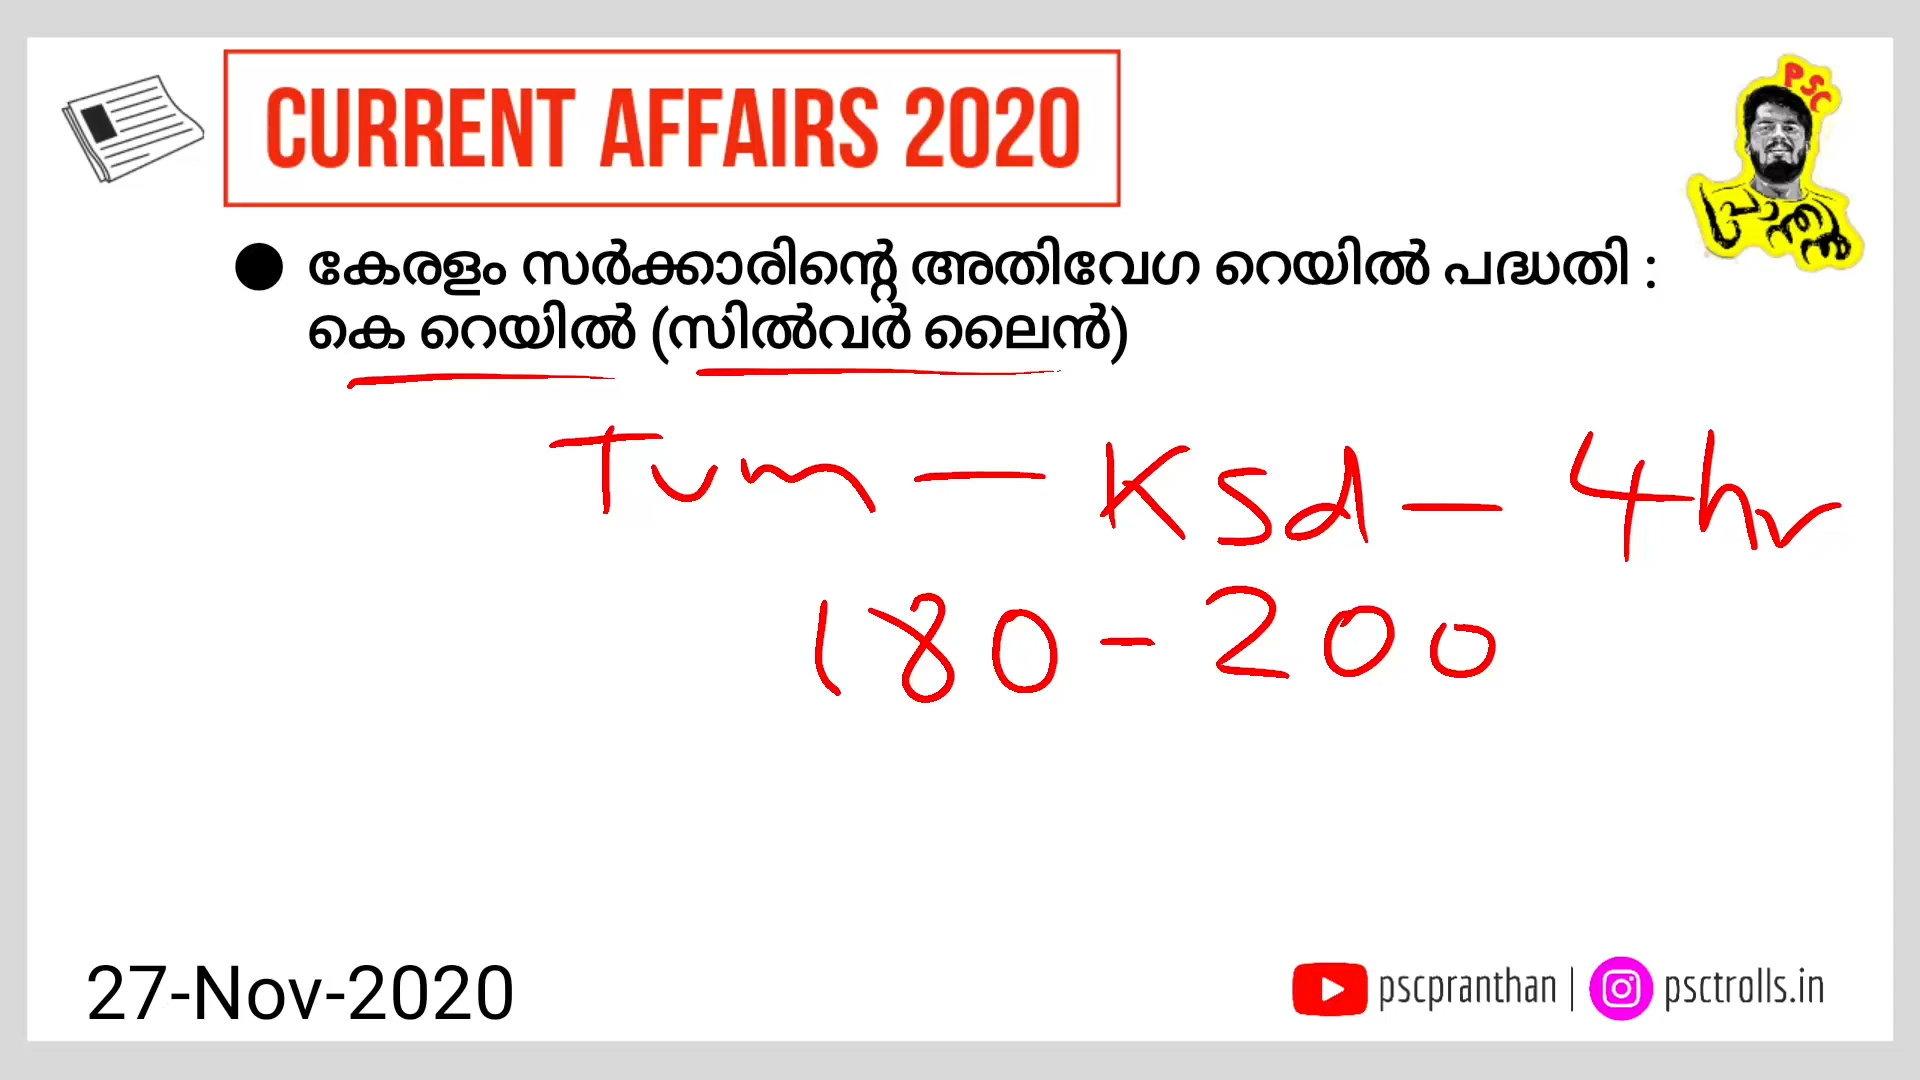 CURRENT AFFAIRS 2020
PSC
പ്രാന്തൻ
● കേരളം സർക്കാരിന്റെ അതിവേഗ റെയിൽ പദ്ധതി :
കെ റെയിൽ (സിൽവർ ലൈൻ)
Tvm — Ksd — 4hr
180 - 200
27-Nov-2020
pscpranthan | psctrolls.in